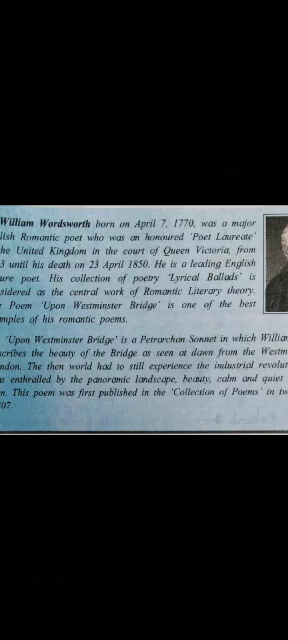 William Wordsworth born on April 7, 1770, was a major
lish Romantic poet who was an honoured 'Poet Laureate'
he United Kingdom in the court of Queen Victoria, from
3 until his death on 23 April 1850. He is a leading English
ure poet. His collection of poetry 'Lyrical Ballads' is
sidered as the central work of Romantic Literary theory.
e Poem 'Upon Westminster Bridge' is one of the best
mples of his romantic poems.
'Upon Westminster Bridge' is a Petrarchan Sonnet in which William
scribes the beauty of the Bridge as seen at dawn from the Westm
ndon. The then world had to still experience the industrial revolut
s enthralled by the panoramic landscape, beauty, calm and quiet
n. This poem was first published in the 'Collection of Poems' in tw
07.